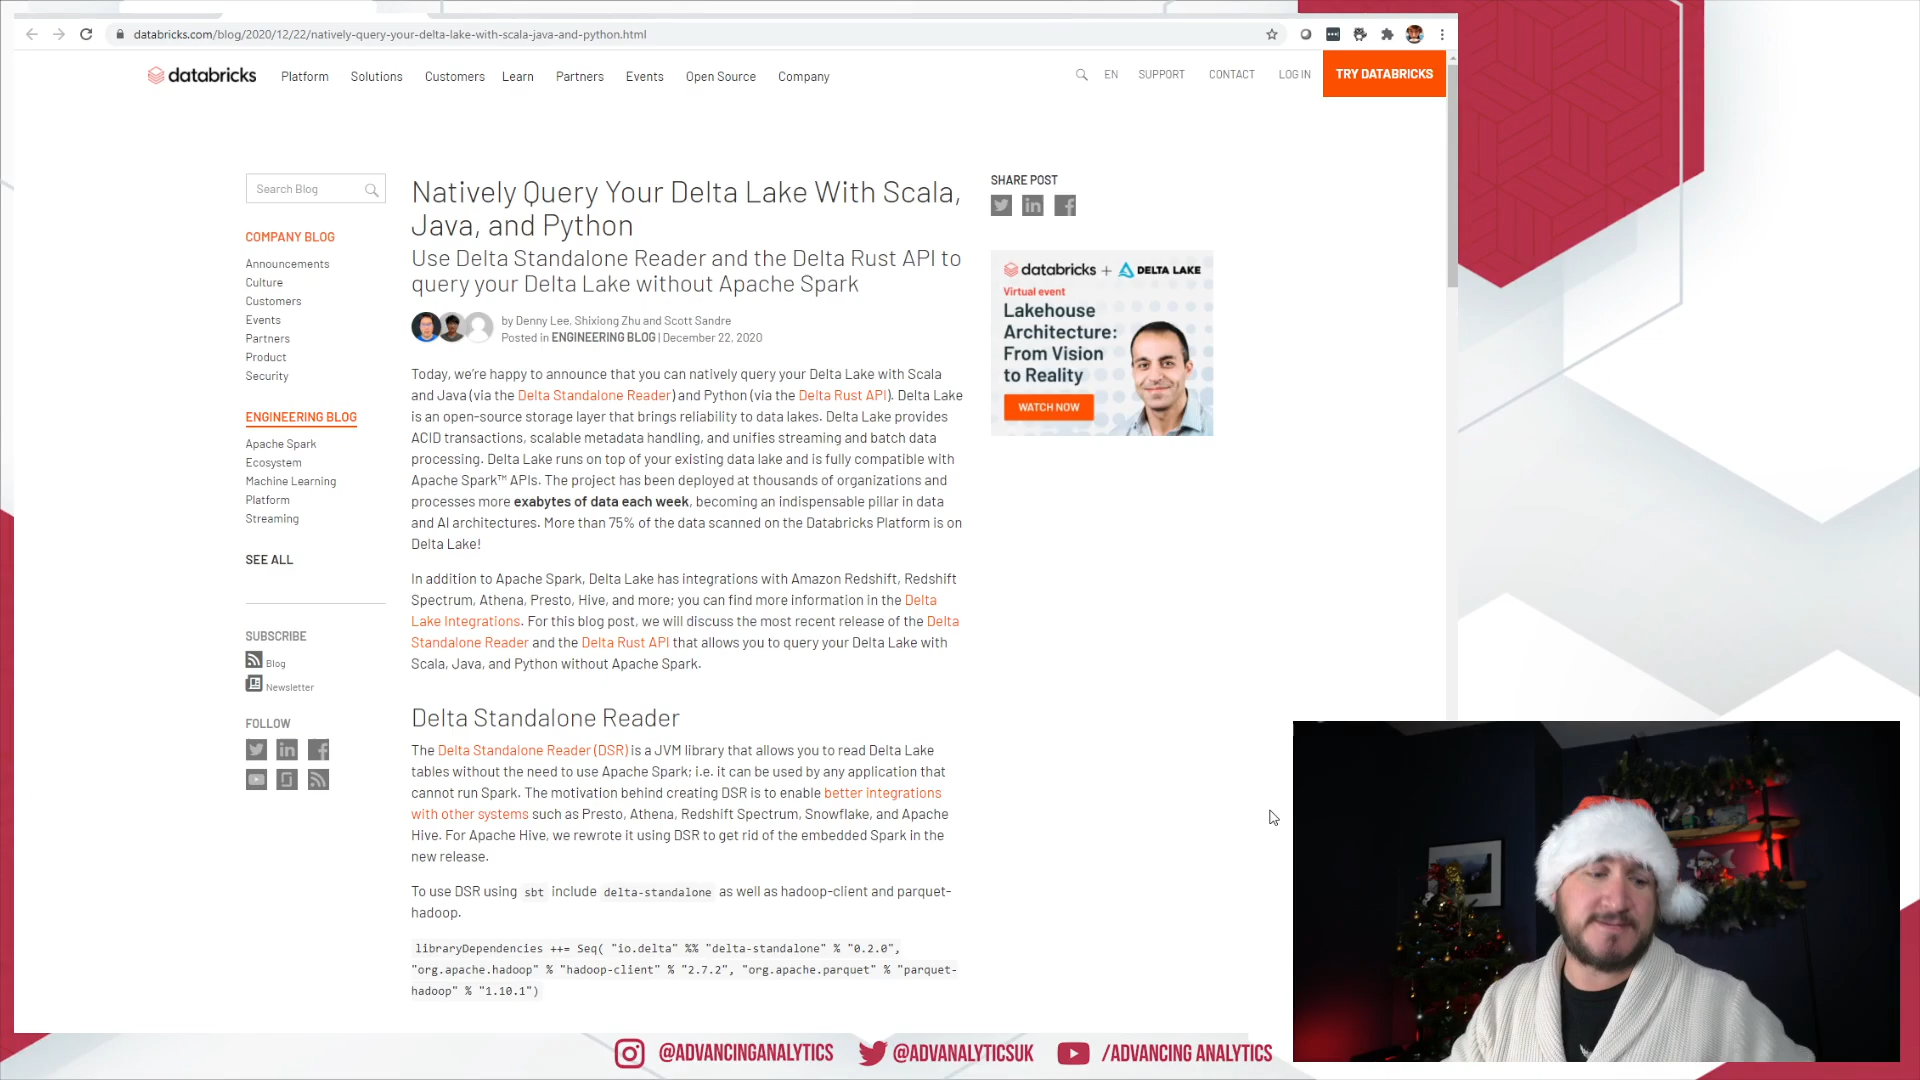 databricks.com/blog/2020/12/22/natively-query-your-delta-lake-with-scala-java-and-python.html
databricks Platform Solutions Customers Learn Partners Events Open Source Company EN SUPPORT CONTACT LOG IN TRY DATABRICKS
Search Blog
COMPANY BLOG
Announcements
Culture
Customers
Events
Partners
Product
Security
ENGINEERING BLOG
Apache Spark
Ecosystem
Machine Learning
Platform
Streaming
SEE ALL
SUBSCRIBE
Blog
Newsletter
FOLLOW
Natively Query Your Delta Lake With Scala,
Java, and Python
Use Delta Standalone Reader and the Delta Rust API to
query your Delta Lake without Apache Spark
by Denny Lee, Shixiong Zhu and Scott Sandre
Posted in ENGINEERING BLOG | December 22, 2020
Today, we're happy to announce that you can natively query your Delta Lake with Scala
and Java (via the Delta Standalone Reader) and Python (via the Delta Rust API). Delta Lake
is an open-source storage layer that brings reliability to data lakes. Delta Lake provides
ACID transactions, scalable metadata handling, and unifies streaming and batch data
processing. Delta Lake runs on top of your existing data lake and is fully compatible with
Apache Spark™ APIs. The project has been deployed at thousands of organizations and
processes more exabytes of data each week, becoming an indispensable pillar in data
and AI architectures. More than 75% of the data scanned on the Databricks Platform is on
Delta Lake!
In addition to Apache Spark, Delta Lake has integrations with Amazon Redshift, Redshift
Spectrum, Athena, Presto, Hive, and more; you can find more information in the Delta
Lake Integrations. For this blog post, we will discuss the most recent release of the Delta
Standalone Reader and the Delta Rust API that allows you to query your Delta Lake with
Scala, Java, and Python without Apache Spark.
Delta Standalone Reader
The Delta Standalone Reader (DSR) is a JVM library that allows you to read Delta Lake
tables without the need to use Apache Spark; i.e. it can be used by any application that
cannot run Spark. The motivation behind creating DSR is to enable better integrations
with other systems such as Presto, Athena, Redshift Spectrum, Snowflake, and Apache
Hive. For Apache Hive, we rewrote it using DSR to get rid of the embedded Spark in the
new release.
To use DSR using sbt include delta-standalone as well as hadoop-client and parquet-
hadoop.
libraryDependencies ++= Seq( "io.delta" %% "delta-standalone" % "0.2.0",
"org.apache.hadoop" % "hadoop-client" % "2.7.2", "org.apache.parquet" % "parquet-
hadoop" % "1.10.1")
SHARE POST
databricks + DELTA LAKE
Virtual event
Lakehouse
Architecture:
From Vision
to Reality
WATCH NOW
@ADVANCINGANALYTICS @ADVANALYTICSUK /ADVANCING ANALYTICS